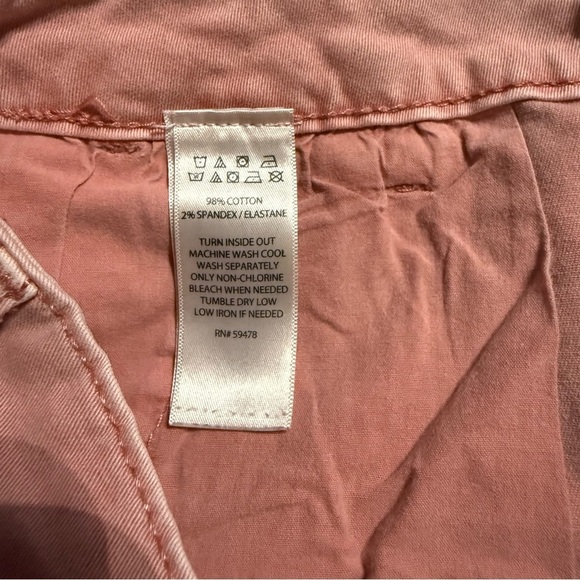 98% COTTON
2% SPANDEX / ELASTANE
TURN INSIDE OUT
MACHINE WASH COOL
WASH SEPARATELY
ONLY NON-CHLORINE
BLEACH WHEN NEEDED
TUMBLE DRY LOW
LOW IRON IF NEEDED
RN# 59478